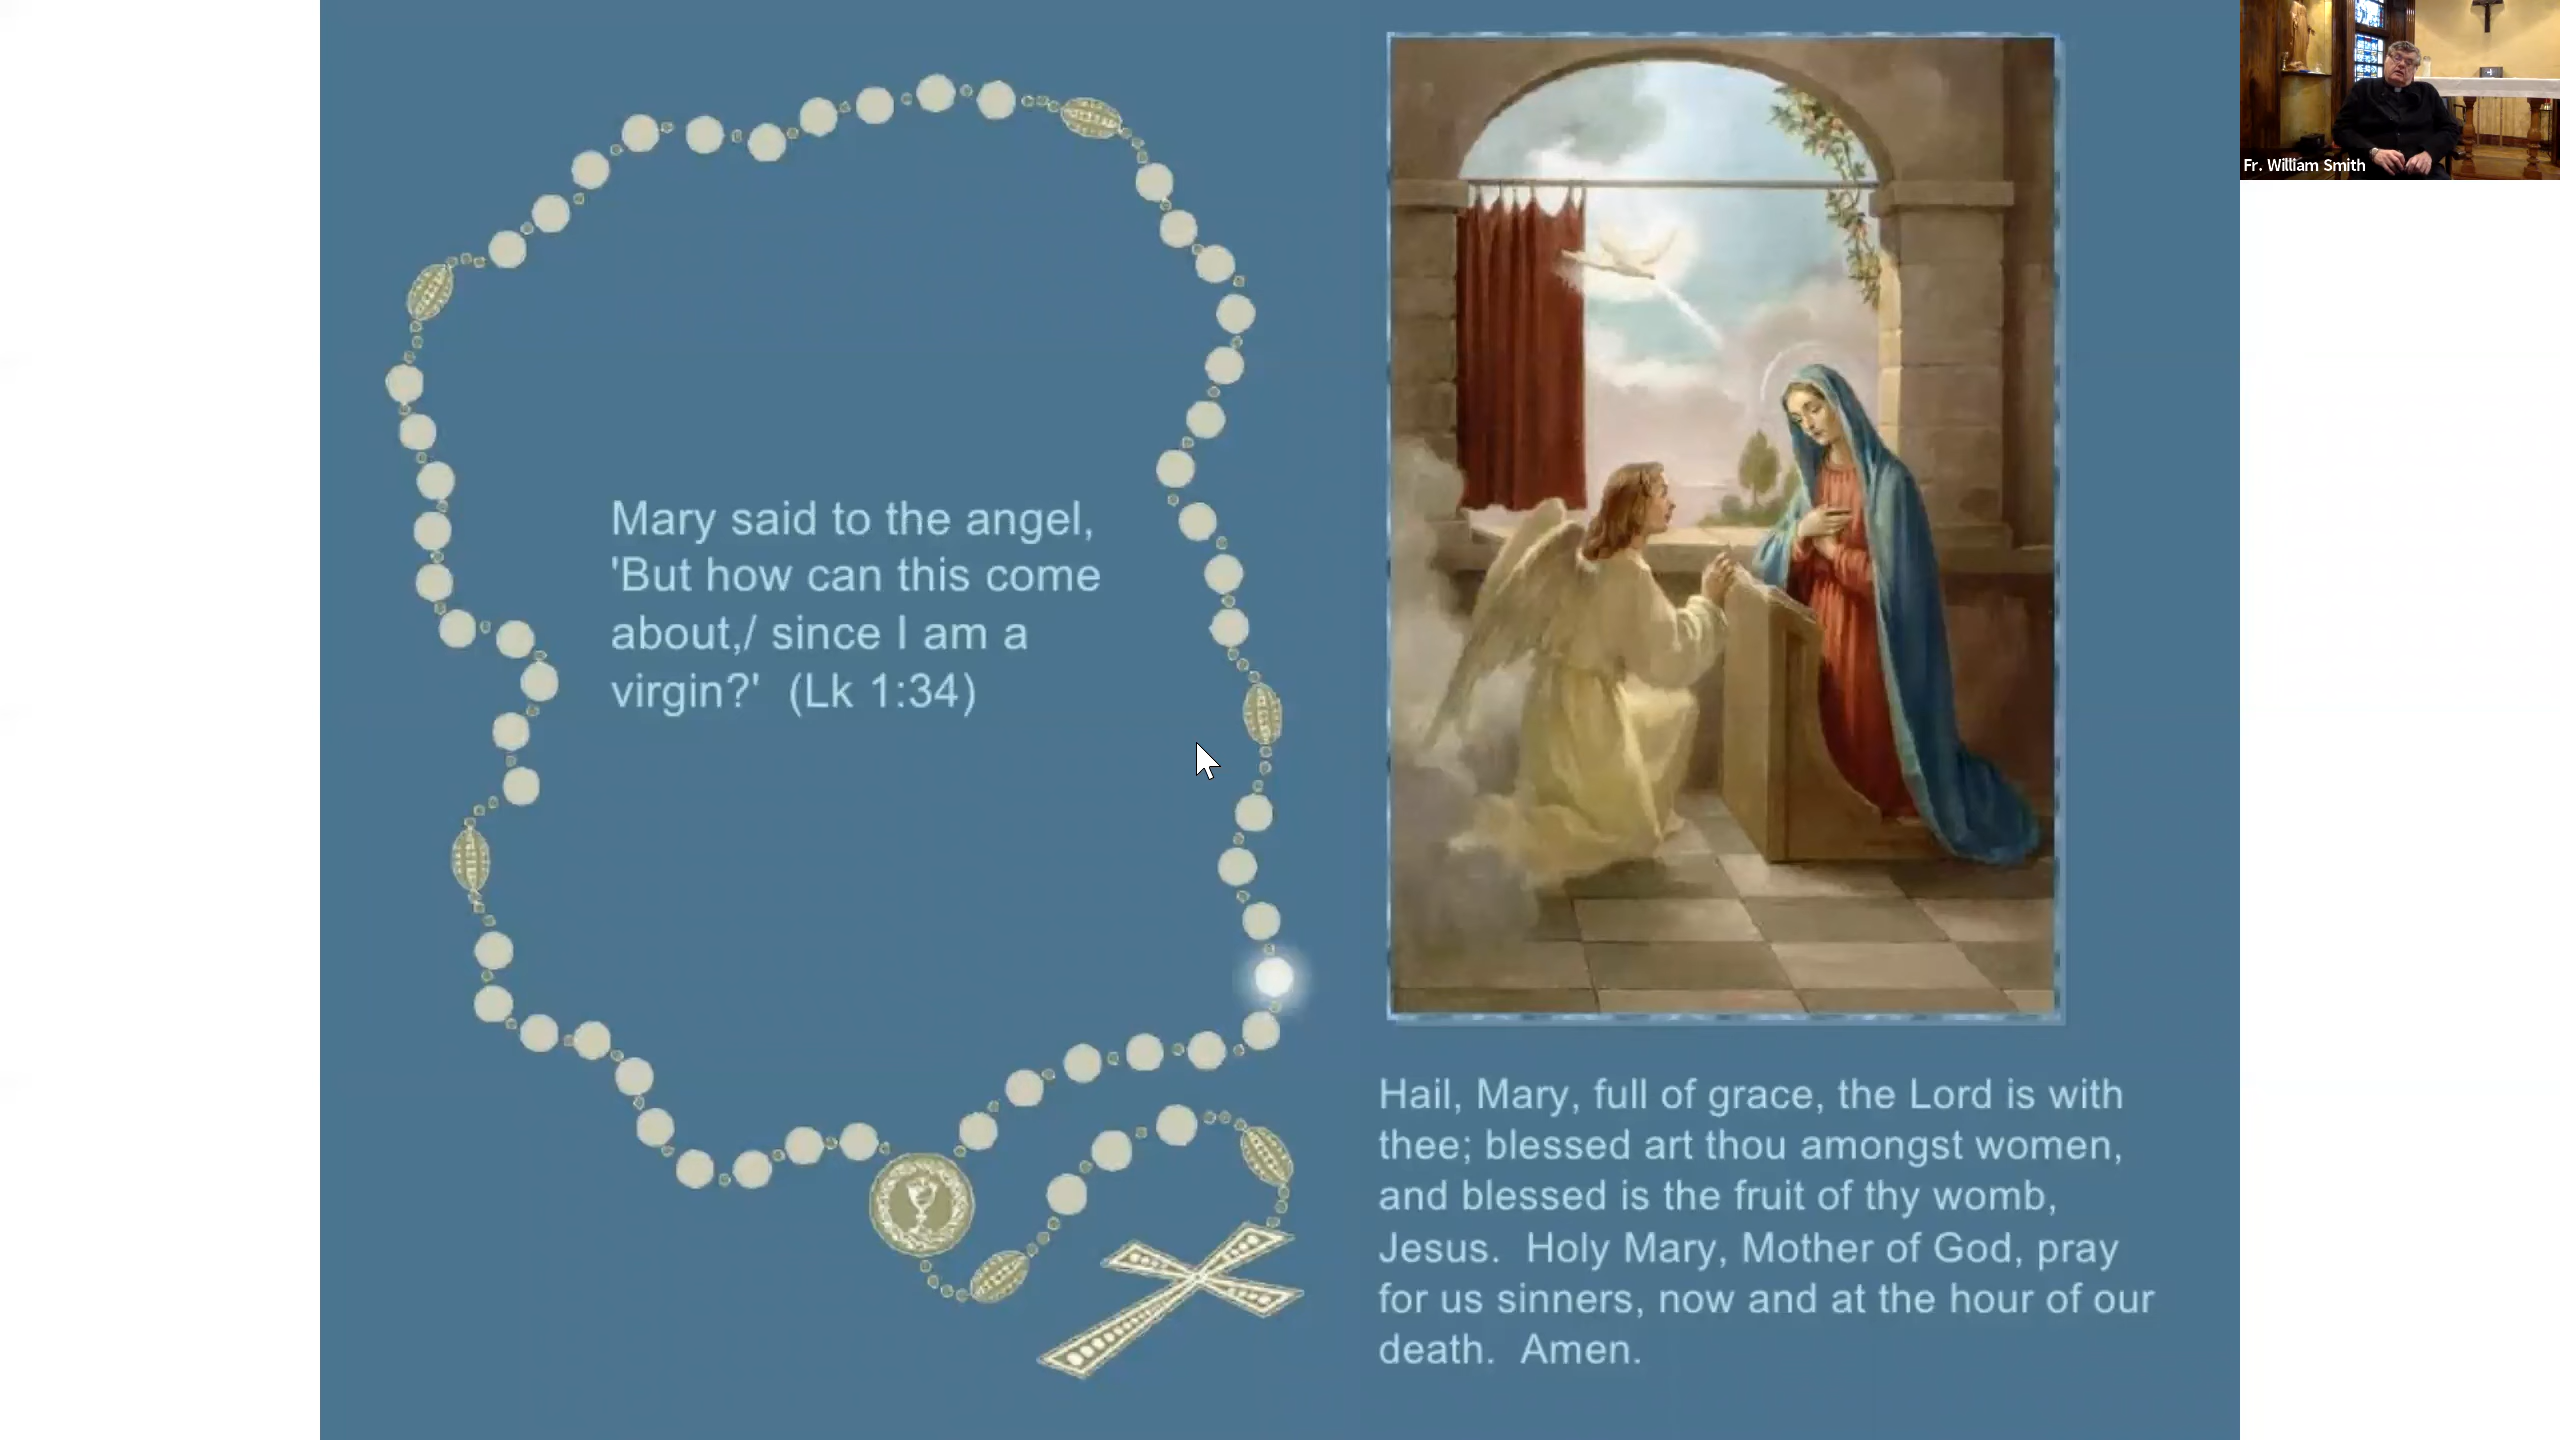 Mary said to the angel,
'But how can this come
about,/ since I am a
virgin?'  (Lk 1:34)
Hail, Mary, full of grace, the Lord is with
thee; blessed art thou amongst women,
and blessed is the fruit of thy womb,
Jesus.  Holy Mary, Mother of God, pray
for us sinners, now and at the hour of our
death.  Amen.
Fr. William Smith